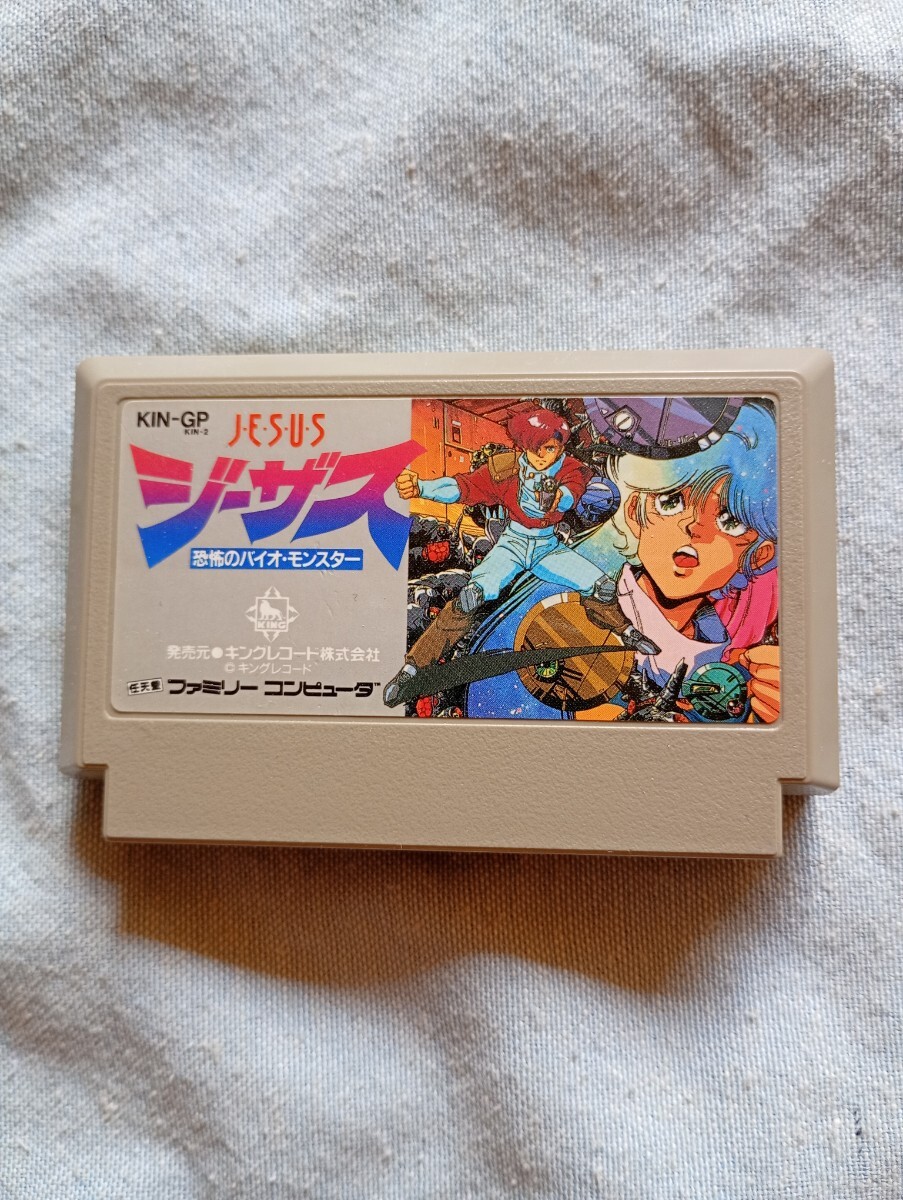 KIN-GP
KIN-2
J・E・S・U・S
ジーザス
恐怖のバイオ・モンスター
KING
発売元●キングレコード株式会社
©キングレコード
任天堂 ファミリー コンピュータ